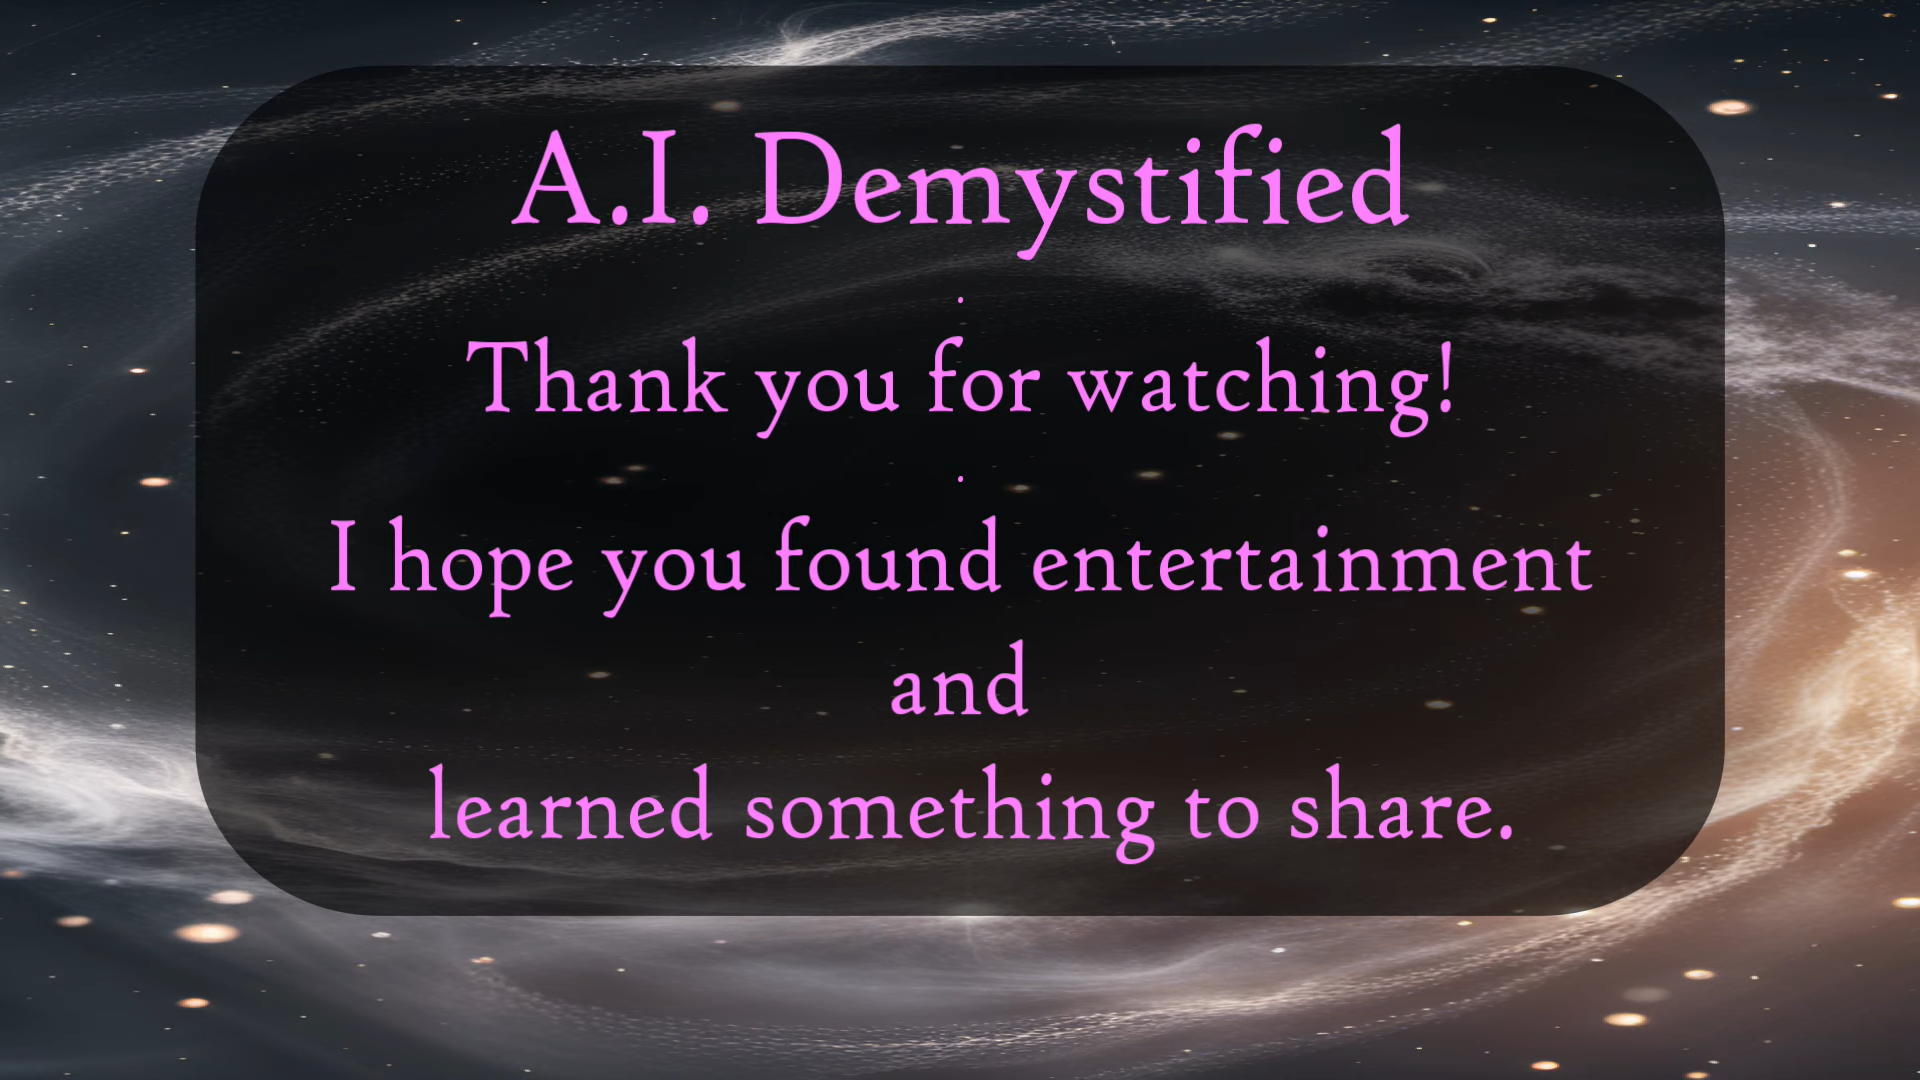 A.I. Demystified
.
Thank you for watching!
.
I hope you found entertainment
and
learned something to share.